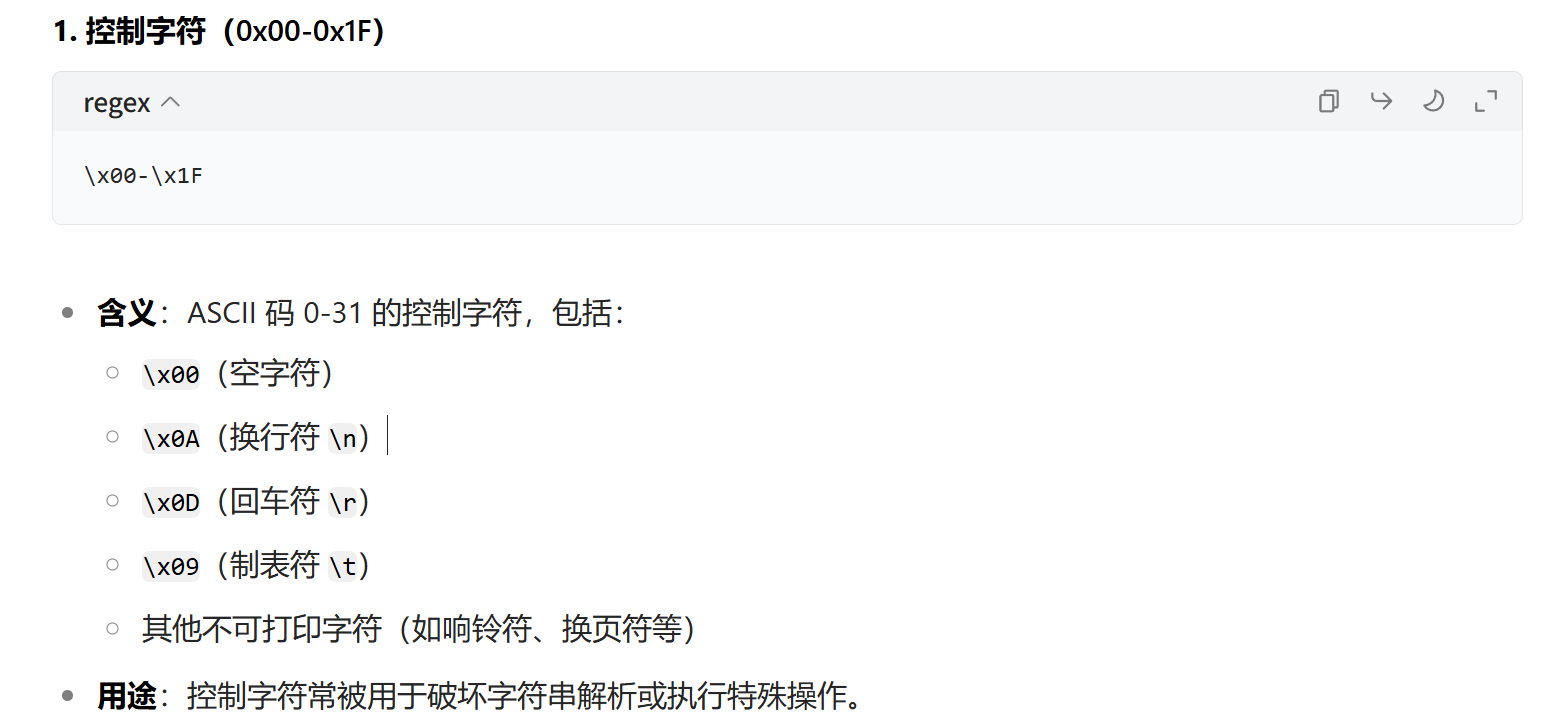 1. 控制字符（0x00-0x1F）
regex
\x00-\x1F
含义：ASCII 码 0-31 的控制字符，包括：
\x00（空字符）
\x0A（换行符 \n）
\x0D（回车符 \r）
\x09（制表符 \t）
其他不可打印字符（如响铃符、换页符等）
用途：控制字符常被用于破坏字符串解析或执行特殊操作。